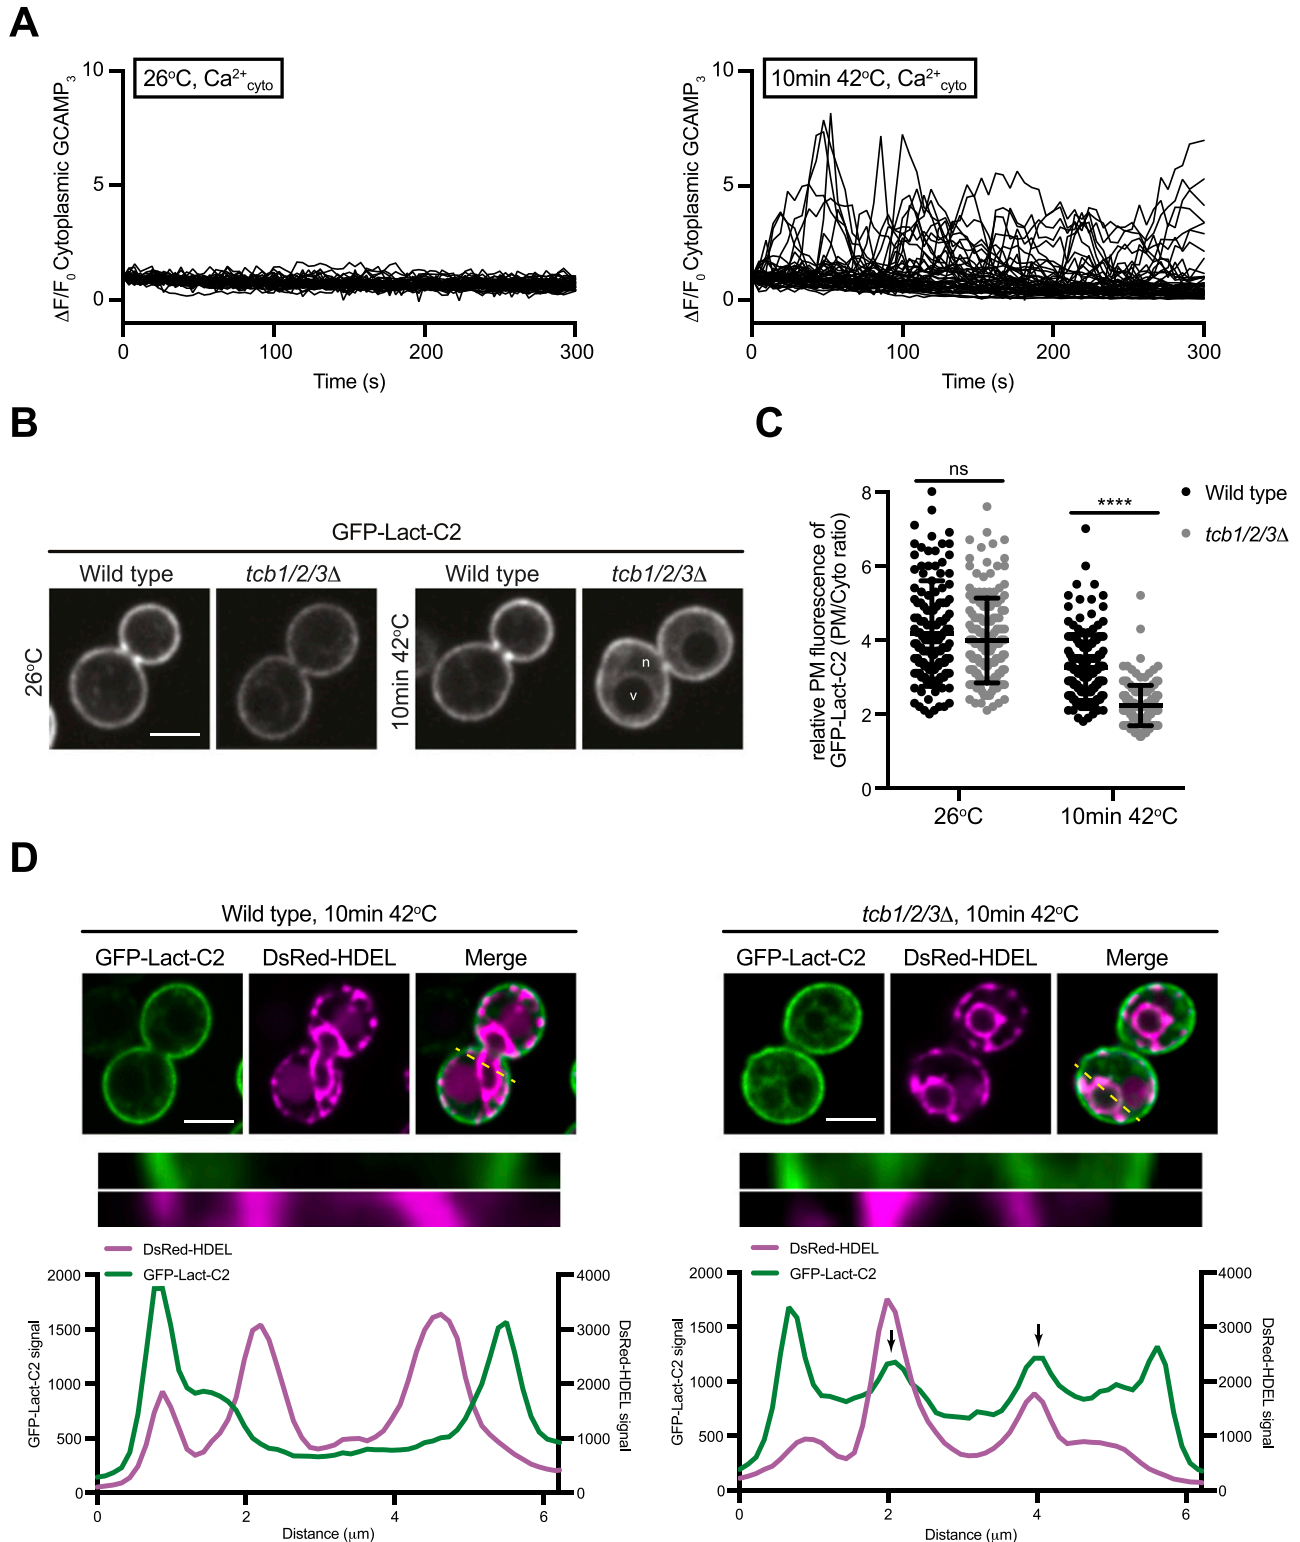 A
26°C, Ca²⁺cyto
ΔF/F₀ Cytoplasmic GCAMP₃
10
5
0
0
100
200
300
Time (s)
10min 42°C, Ca²⁺cyto
ΔF/F₀ Cytoplasmic GCAMP₃
10
5
0
0
100
200
300
Time (s)
B
GFP-Lact-C2
Wild type
tcb1/2/3Δ
Wild type
tcb1/2/3Δ
26°C
10min 42°C
n
v
C
relative PM fluorescence of
GFP-Lact-C2 (PM/Cyto ratio)
8
6
4
2
0
ns
****
Wild type
tcb1/2/3Δ
26°C
10min 42°C
D
Wild type, 10min 42°C
GFP-Lact-C2
DsRed-HDEL
Merge
DsRed-HDEL
GFP-Lact-C2
GFP-Lact-C2 signal
2000
1500
1000
500
0
4000
3000
2000
1000
0
DsRed-HDEL signal
0
2
4
6
Distance (μm)
tcb1/2/3Δ, 10min 42°C
GFP-Lact-C2
DsRed-HDEL
Merge
DsRed-HDEL
GFP-Lact-C2
GFP-Lact-C2 signal
2000
1500
1000
500
0
4000
3000
2000
1000
0
DsRed-HDEL signal
0
2
4
6
Distance (μm)